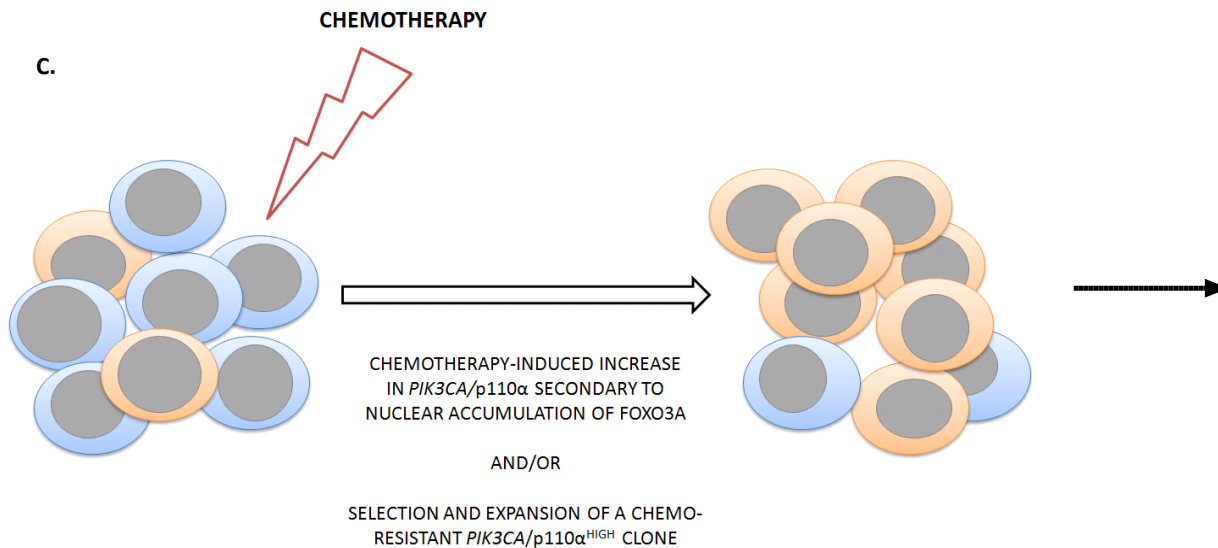 CHEMOTHERAPY
C.
CHEMOTHERAPY-INDUCED INCREASE
IN PIK3CA/p110α SECONDARY TO
NUCLEAR ACCUMULATION OF FOXO3A
AND/OR
SELECTION AND EXPANSION OF A CHEMO-
RESISTANT PIK3CA/p110αHIGH CLONE